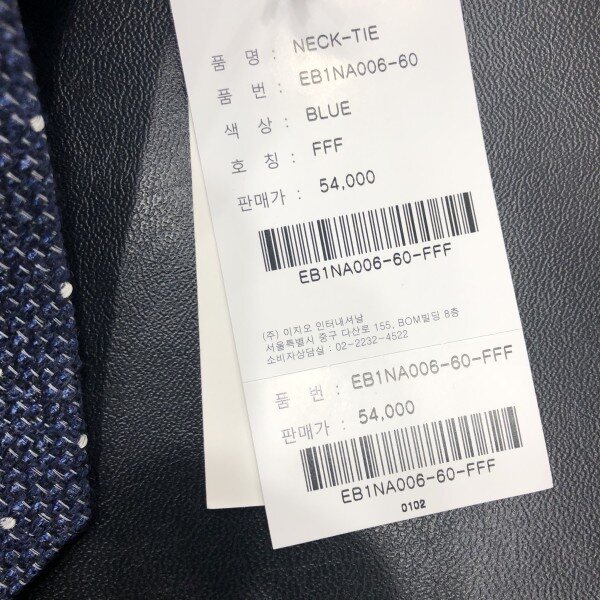 품 명 : NECK-TIE
품 번 : EB1NA006-60
색 상 : BLUE
호 칭 : FFF
판매가 : 54,000
EB1NA006-60-FFF
(주) 이지오 인터내셔날
서울특별시 중구 다산로 155, BOM빌딩 8층
소비자상담실 : 02-2232-4522
품 번 : EB1NA006-60-FFF
판매가 : 54,000
EB1NA006-60-FFF
0102